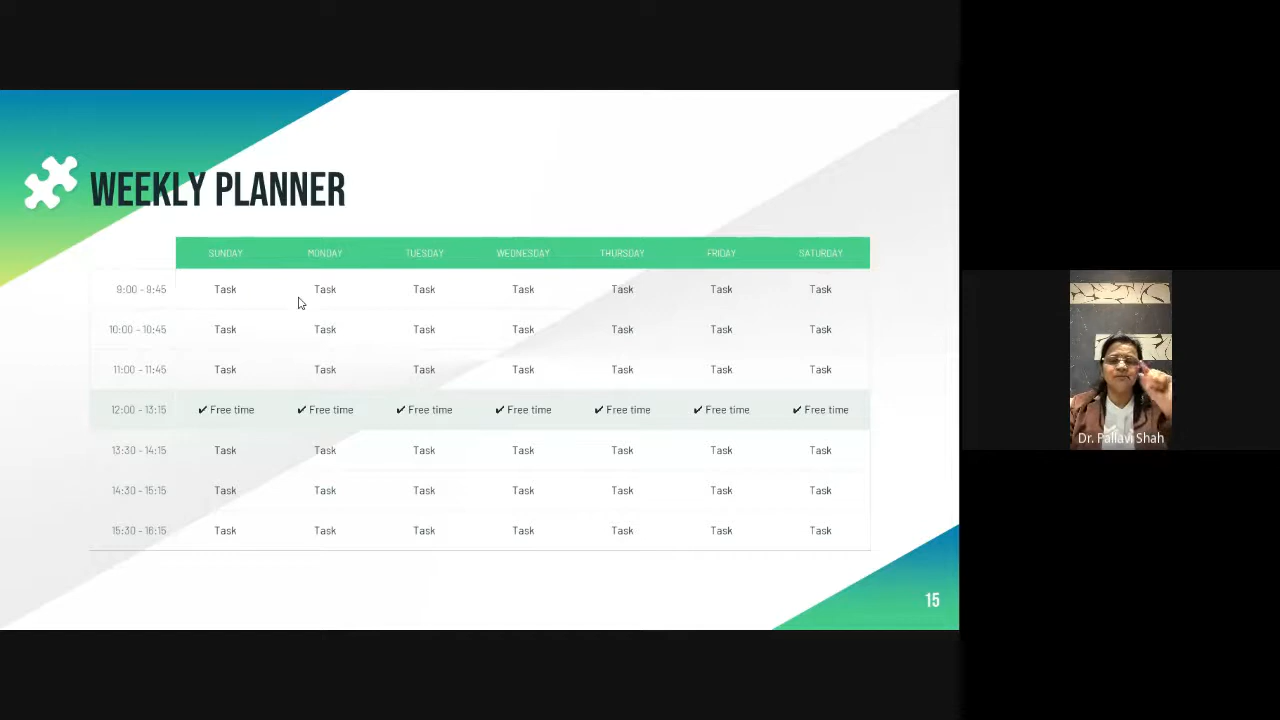 WEEKLY PLANNER
SUNDAY MONDAY TUESDAY WEDNESDAY THURSDAY FRIDAY SATURDAY
9:00 - 9:45 Task Task Task Task Task Task Task
10:00 - 10:45 Task Task Task Task Task Task Task
11:00 - 11:45 Task Task Task Task Task Task Task
12:00 - 13:15 ✔ Free time ✔ Free time ✔ Free time ✔ Free time ✔ Free time ✔ Free time ✔ Free time
13:30 - 14:15 Task Task Task Task Task Task Task
14:30 - 15:15 Task Task Task Task Task Task Task
15:30 - 16:15 Task Task Task Task Task Task Task
15
Dr. Pallavi Shah